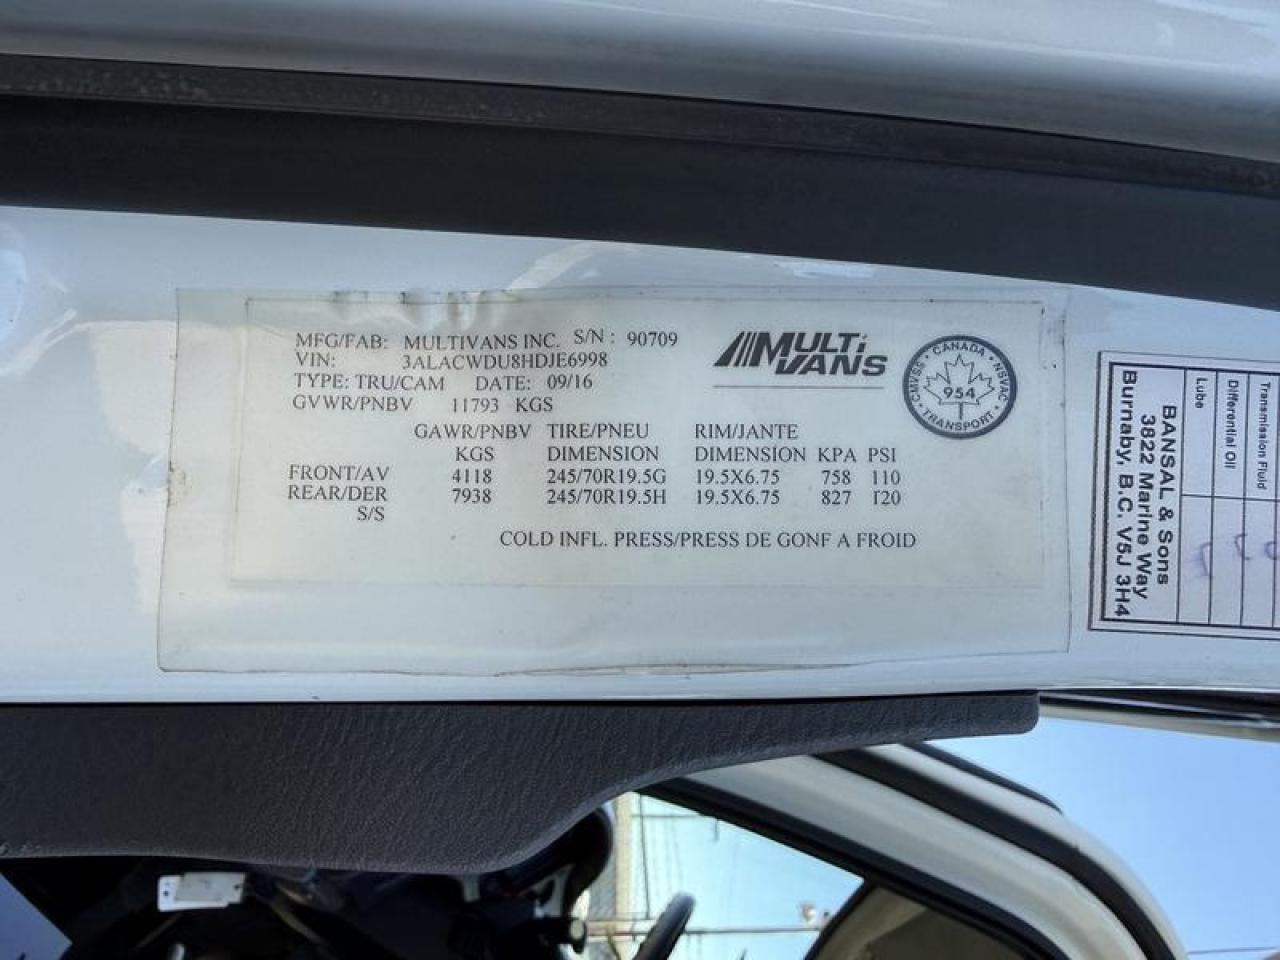 MFG/FAB: MULTIVANS INC. S/N : 90709
VIN: 3ALACWDU8HDJE6998
TYPE: TRU/CAM DATE: 09/16
GVWR/PNBV 11793 KGS
MULTI VANS
CANADA
CMVSS • NSVAC
954
TRANSPORT
GAWR/PNBV TIRE/PNEU RIM/JANTE
KGS DIMENSION DIMENSION KPA PSI
FRONT/AV 4118 245/70R19.5G 19.5X6.75 758 110
REAR/DER 7938 245/70R19.5H 19.5X6.75 827 120
S/S
COLD INFL. PRESS/PRESS DE GONF A FROID
Transmission Fluid
Differential Oil
Lube
BANSAL & Sons
3822 Marine Way
Burnaby, B.C. V5J 3H4